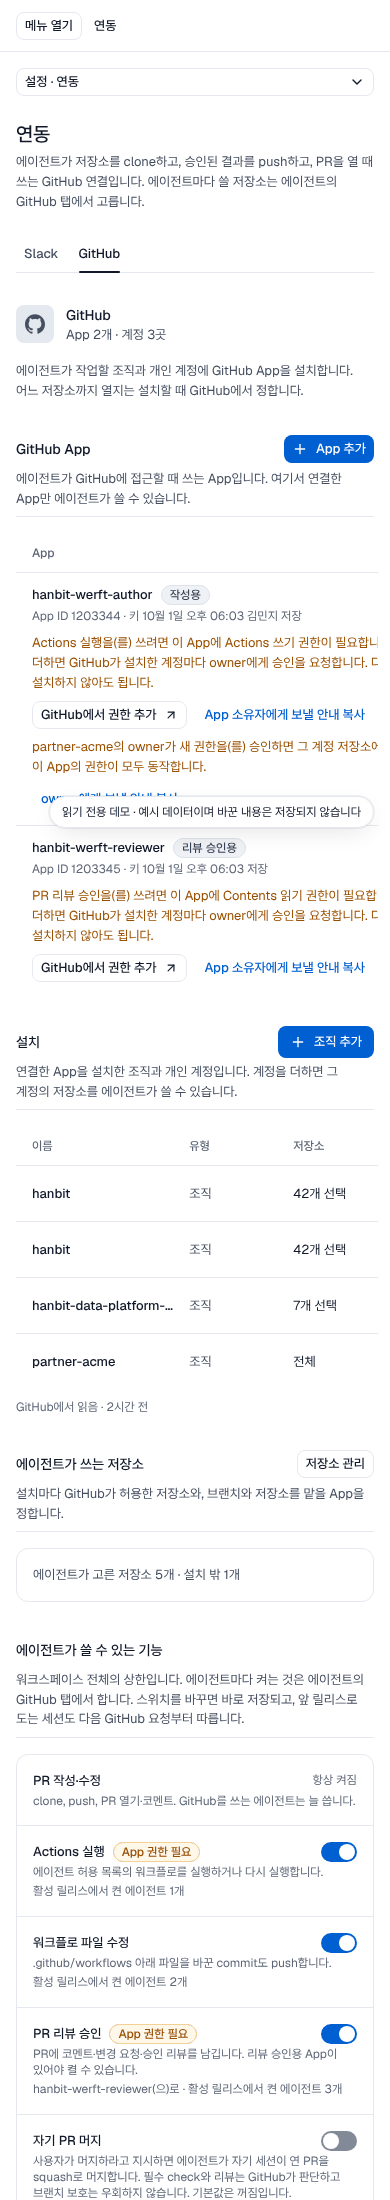 메뉴 열기 연동
설정 · 연동
연동
에이전트가 저장소를 clone하고, 승인된 결과를 push하고, PR을 열 때
쓰는 GitHub 연결입니다. 에이전트마다 쓸 저장소는 에이전트의
GitHub 탭에서 고릅니다.
Slack GitHub
GitHub
App 2개 · 계정 3곳
에이전트가 작업할 조직과 개인 계정에 GitHub App을 설치합니다.
어느 저장소까지 열지는 설치할 때 GitHub에서 정합니다.
GitHub App App 추가
에이전트가 GitHub에 접근할 때 쓰는 App입니다. 여기서 연결한
App만 에이전트가 쓸 수 있습니다.
App
hanbit-werft-author 작성용
App ID 1203344 · 키 10월 1일 오후 06:03 김민지 저장
Actions 실행을(를) 쓰려면 이 App에 Actions 쓰기 권한이 필요합니
더하면 GitHub가 설치한 계정마다 owner에게 승인을 요청합니다. 다
설치하지 않아도 됩니다.
GitHub에서 권한 추가 App 소유자에게 보낼 안내 복사
partner-acme의 owner가 새 권한을(를) 승인하면 그 계정 저장소에
이 App의 권한이 모두 동작합니다.
읽기 전용 데모 · 예시 데이터이며 바꾼 내용은 저장되지 않습니다
hanbit-werft-reviewer 리뷰 승인용
App ID 1203345 · 키 10월 1일 오후 06:03 저장
PR 리뷰 승인을(를) 쓰려면 이 App에 Contents 읽기 권한이 필요합
더하면 GitHub가 설치한 계정마다 owner에게 승인을 요청합니다. 다
설치하지 않아도 됩니다.
GitHub에서 권한 추가 App 소유자에게 보낼 안내 복사
설치 조직 추가
연결한 App을 설치한 조직과 개인 계정입니다. 계정을 더하면 그
계정의 저장소를 에이전트가 쓸 수 있습니다.
이름 유형 저장소
hanbit 조직 42개 선택
hanbit 조직 42개 선택
hanbit-data-platform-... 조직 7개 선택
partner-acme 조직 전체
GitHub에서 읽음 · 2시간 전
에이전트가 쓰는 저장소 저장소 관리
설치마다 GitHub가 허용한 저장소와, 브랜치와 저장소를 맡을 App을
정합니다.
에이전트가 고른 저장소 5개 · 설치 밖 1개
에이전트가 쓸 수 있는 기능
워크스페이스 전체의 상한입니다. 에이전트마다 켜는 것은 에이전트의
GitHub 탭에서 합니다. 스위치를 바꾸면 바로 저장되고, 앞 릴리스로
도는 세션도 다음 GitHub 요청부터 따릅니다.
PR 작성·수정 항상 켜짐
clone, push, PR 열기·코멘트. GitHub를 쓰는 에이전트는 늘 씁니다.
Actions 실행 App 권한 필요
에이전트 허용 목록의 워크플로를 실행하거나 다시 실행합니다.
활성 릴리스에서 켠 에이전트 1개
워크플로 파일 수정
.github/workflows 아래 파일을 바꾼 commit도 push합니다.
활성 릴리스에서 켠 에이전트 2개
PR 리뷰 승인 App 권한 필요
PR에 코멘트·변경 요청·승인 리뷰를 남깁니다. 리뷰 승인용 App이
있어야 켤 수 있습니다.
hanbit-werft-reviewer(으)로 · 활성 릴리스에서 켠 에이전트 3개
자기 PR 머지
사용자가 머지하라고 지시하면 에이전트가 자기 세션이 연 PR을
squash로 머지합니다. 필수 check와 리뷰는 GitHub가 판단하고
브랜치 보호는 우회하지 않습니다. 기본값은 꺼짐입니다.